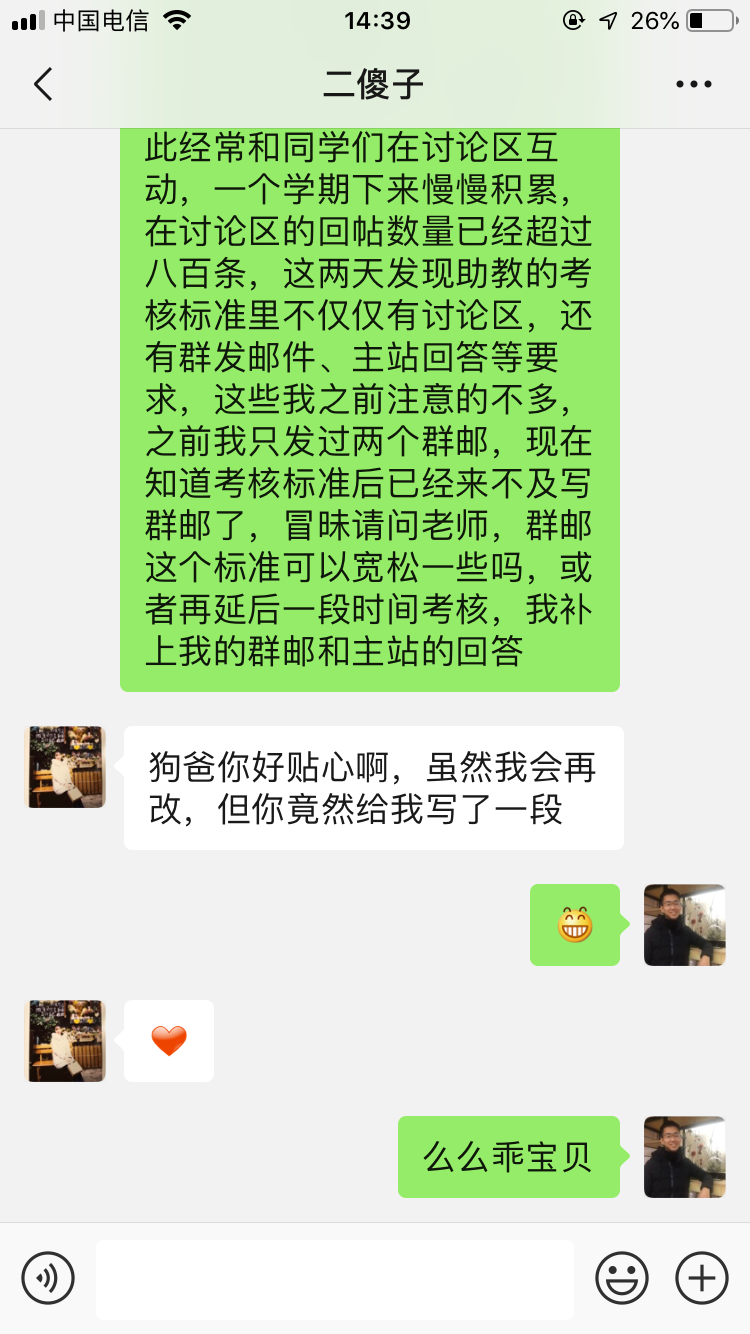 中国电信 14:39 26%
二傻子
此经常和同学们在讨论区互
动，一个学期下来慢慢积累，
在讨论区的回帖数量已经超过
八百条，这两天发现助教的考
核标准里不仅仅有讨论区，还
有群发邮件、主站回答等要
求，这些我之前注意的不多，
之前我只发过两个群邮，现在
知道考核标准后已经来不及写
群邮了，冒昧请问老师，群邮
这个标准可以宽松一些吗，或
者再延后一段时间考核，我补
上我的群邮和主站的回答
狗爸你好贴心啊，虽然我会再
改，但你竟然给我写了一段
么么乖宝贝